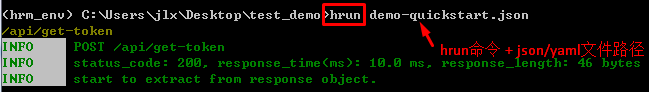 (hrm_env) C:\Users\jlx\Desktop\test_demo>hrun demo-quickstart.json
/api/get-token
INFO POST /api/get-token
INFO status_code: 200, response_time(ms): 10.0 ms, response_length: 46 bytes
INFO start to extract from response object.
hrun命令 + json/yaml文件路径